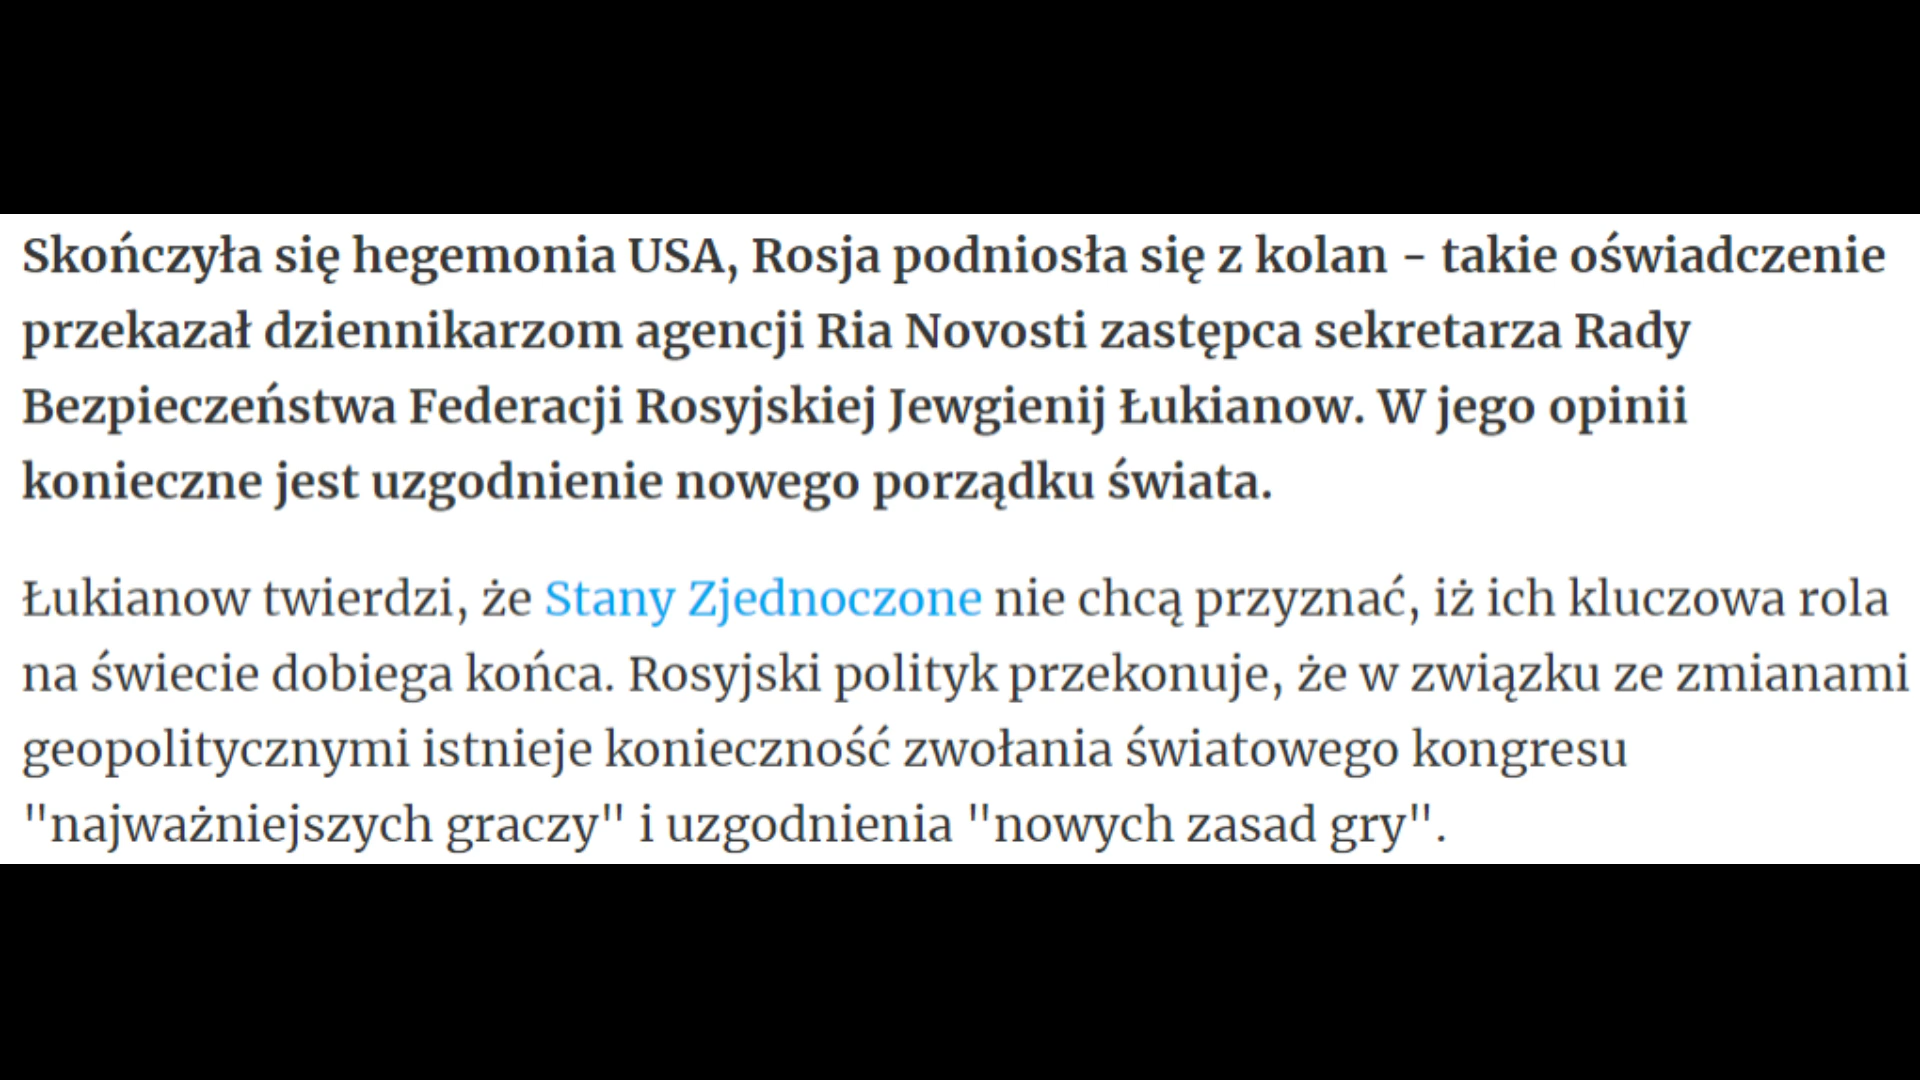 Skończyła się hegemonia USA, Rosja podniosła się z kolan - takie oświadczenie
przekazał dziennikarzom agencji Ria Novosti zastępca sekretarza Rady
Bezpieczeństwa Federacji Rosyjskiej Jewgienij Łukianow. W jego opinii
konieczne jest uzgodnienie nowego porządku świata.
Łukianow twierdzi, że Stany Zjednoczone nie chcą przyznać, iż ich kluczowa rola
na świecie dobiega końca. Rosyjski polityk przekonuje, że w związku ze zmianami
geopolitycznymi istnieje konieczność zwołania światowego kongresu
"najważniejszych graczy" i uzgodnienia "nowych zasad gry".